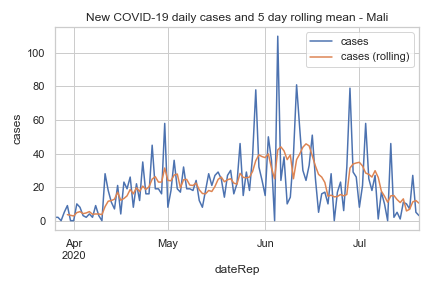 New COVID-19 daily cases and 5 day rolling mean - Mali
cases
cases (rolling)
100
80
60
40
20
0
cases
Apr
2020
May
Jun
Jul
dateRep